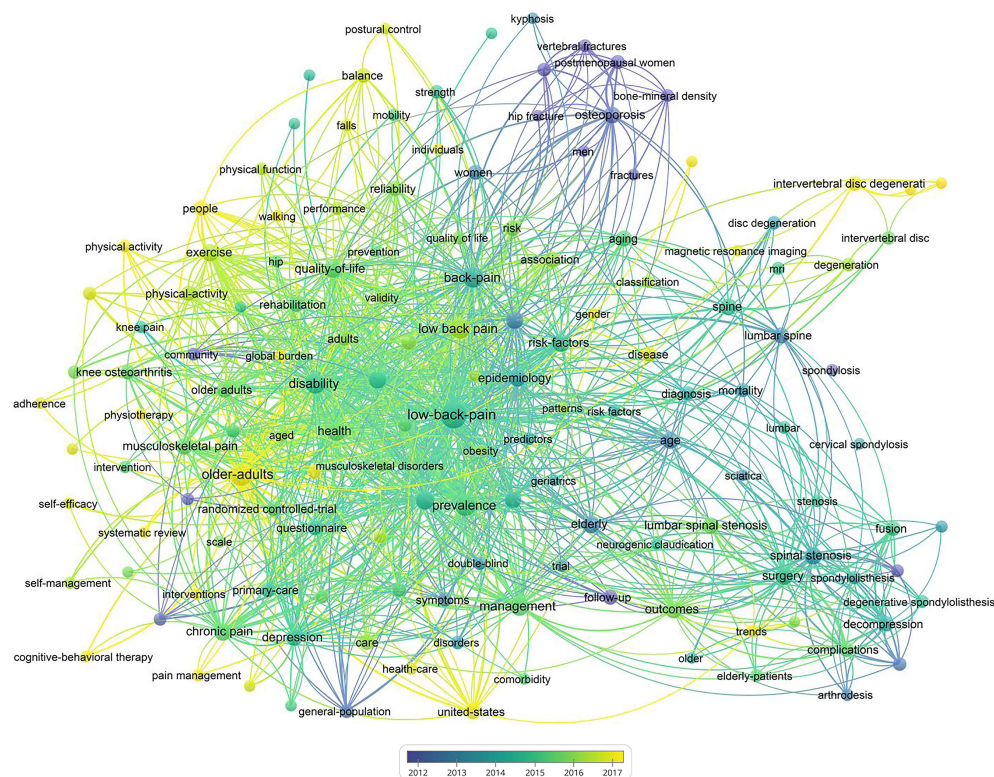 kyphosis
postural control
vertebral fractures
postmenopausal women
balance
strength
bone-mineral density
mobility
hip fracture
osteoporosis
falls
individuals
men
physical function
women
fractures
intervertebral disc degenerati
reliability
people
walking
performance
disc degeneration
physical activity
exercise
prevention
quality of life
risk
aging
magnetic resonance imaging
intervertebral disc
hip
quality-of-life
association
mri
degeneration
back-pain
classification
physical-activity
rehabilitation
validity
spine
gender
knee pain
low back pain
adults
risk-factors
lumbar spine
community
global burden
disease
knee osteoarthritis
disability
epidemiology
spondylosis
older adults
diagnosis
mortality
adherence
physiotherapy
low-back-pain
patterns
risk factors
aged
health
lumbar
musculoskeletal pain
predictors
age
cervical spondylosis
obesity
intervention
older-adults
musculoskeletal disorders
geriatrics
sciatica
self-efficacy
randomized controlled-trial
prevalence
stenosis
systematic review
questionnaire
elderly
lumbar spinal stenosis
fusion
scale
neurogenic claudication
spinal stenosis
double-blind
trial
self-management
interventions
primary-care
surgery
spondylolisthesis
symptoms
management
follow-up
outcomes
degenerative spondylolisthesis
chronic pain
depression
care
disorders
trends
decompression
cognitive-behavioral therapy
older
complications
pain management
health-care
comorbidity
elderly-patients
general-population
united-states
arthrodesis
2012 2013 2014 2015 2016 2017